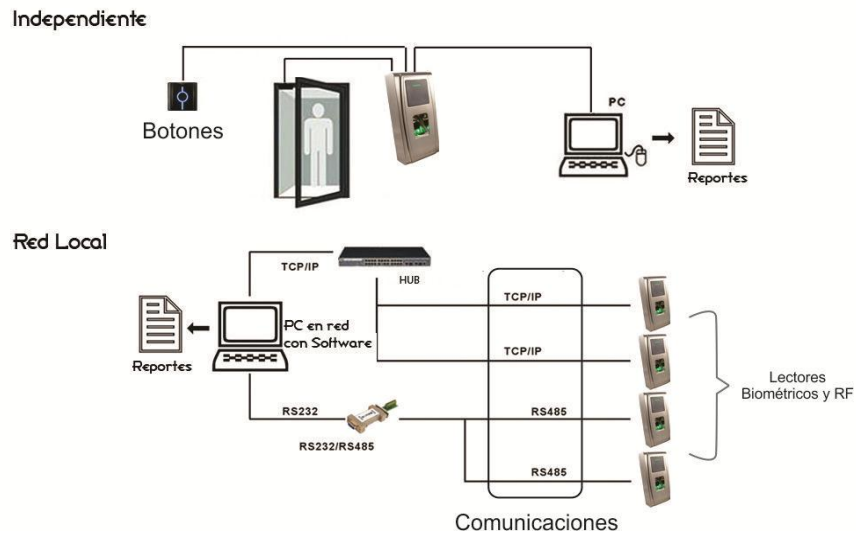 Independiente
Botones
PC
Reportes
Red Local
TCP/IP
HUB
TCP/IP
PC en red
con Software
Reportes
TCP/IP
Lectores
Biométricos y RF
RS232
RS485
RS232/RS485
RS485
Comunicaciones